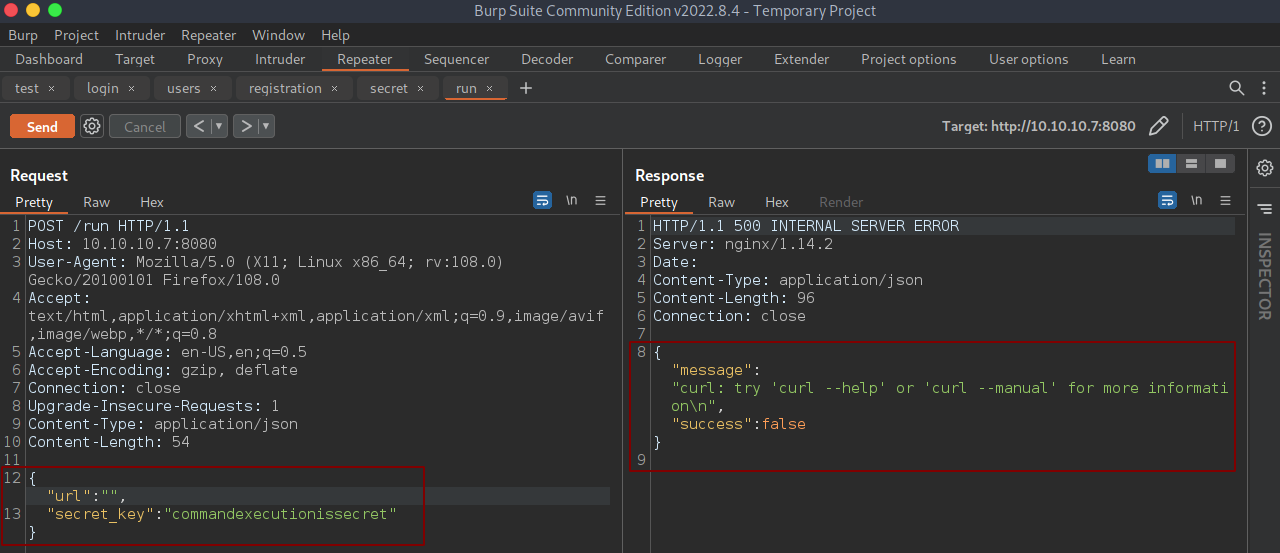 Burp Suite Community Edition v2022.8.4 - Temporary Project
Burp Project Intruder Repeater Window Help
Dashboard Target Proxy Intruder Repeater Sequencer Decoder Comparer Logger Extender Project options User options Learn
test × login × users × registration × secret × run × +
Send Cancel < ▾ > ▾ Target: http://10.10.10.7:8080 HTTP/1 ?
Request
Pretty Raw Hex \n
1 POST /run HTTP/1.1
2 Host: 10.10.10.7:8080
3 User-Agent: Mozilla/5.0 (X11; Linux x86_64; rv:108.0)
Gecko/20100101 Firefox/108.0
4 Accept:
text/html,application/xhtml+xml,application/xml;q=0.9,image/avif
,image/webp,*/*;q=0.8
5 Accept-Language: en-US,en;q=0.5
6 Accept-Encoding: gzip, deflate
7 Connection: close
8 Upgrade-Insecure-Requests: 1
9 Content-Type: application/json
10 Content-Length: 54
11
12 {
"url":"",
13 "secret_key":"commandexecutionissecret"
}
Response
Pretty Raw Hex Render \n
1 HTTP/1.1 500 INTERNAL SERVER ERROR
2 Server: nginx/1.14.2
3 Date:
4 Content-Type: application/json
5 Content-Length: 96
6 Connection: close
7
8 {
"message":
"curl: try 'curl --help' or 'curl --manual' for more informati
on\n",
"success":false
}
9
INSPECTOR